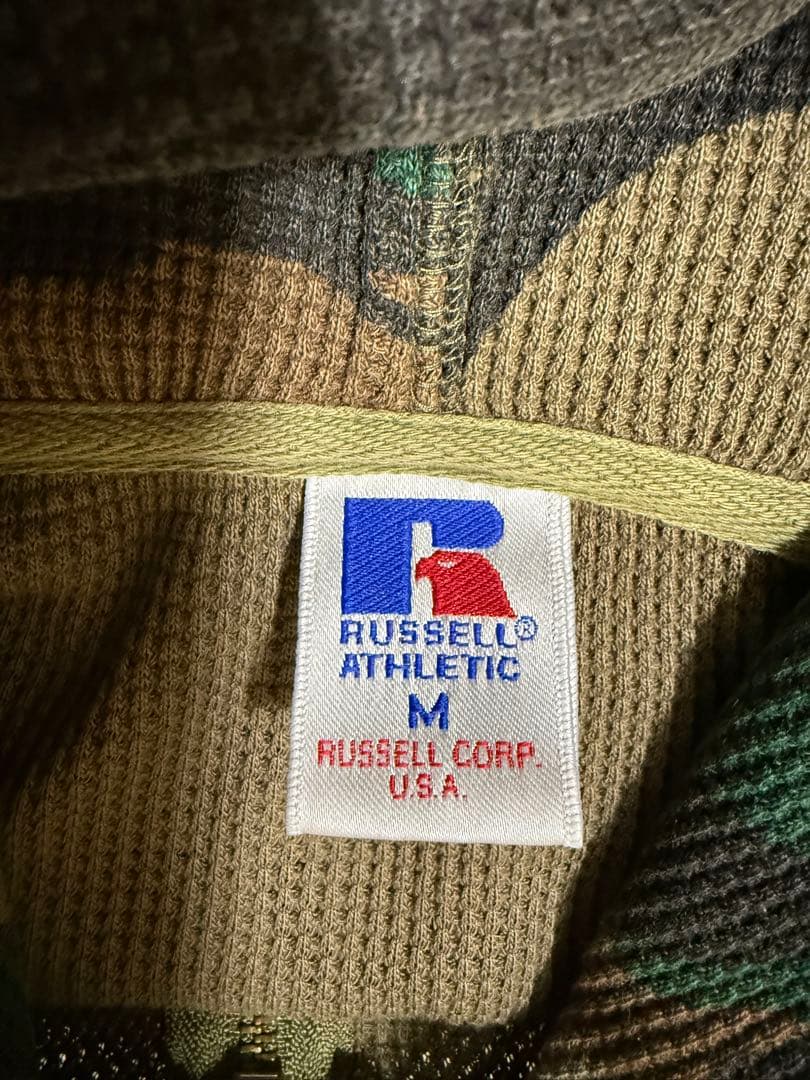 RUSSELL®
ATHLETIC
M
RUSSELL CORP.
U.S.A.